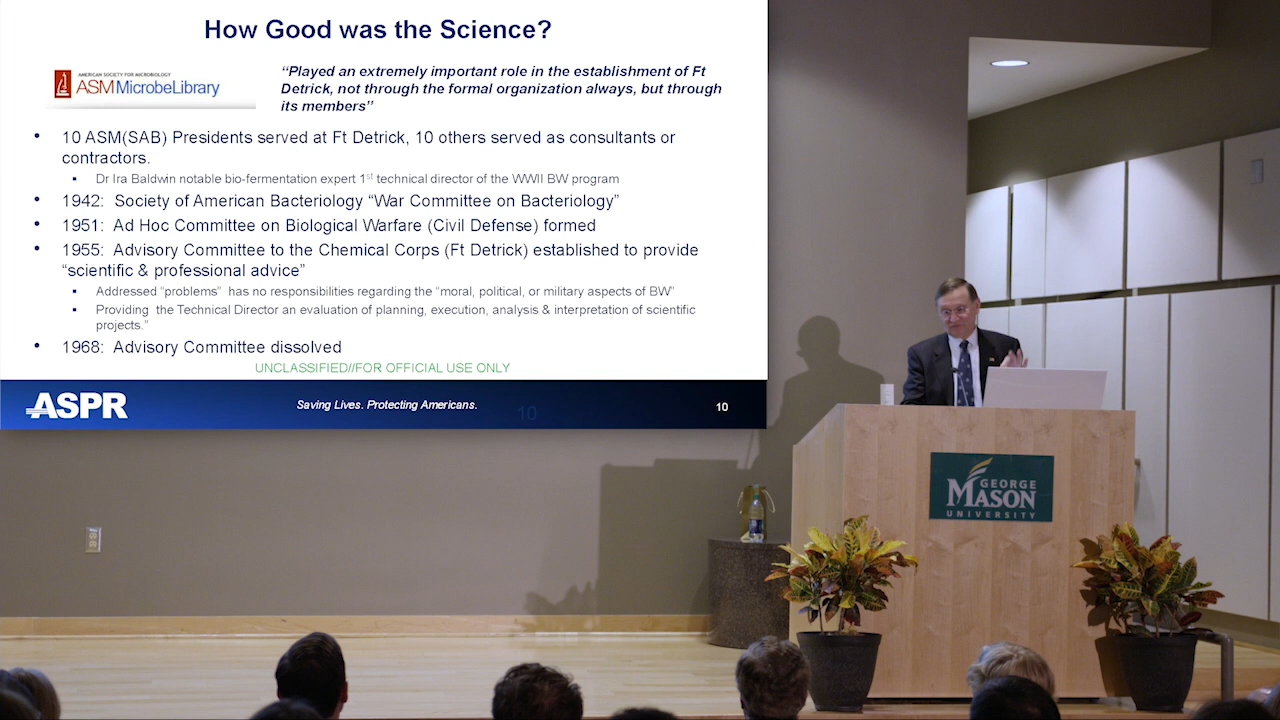 How Good was the Science?
AMERICAN SOCIETY FOR MICROBIOLOGY
ASMMicrobeLibrary
“Played an extremely important role in the establishment of Ft
Detrick, not through the formal organization always, but through
its members”
• 10 ASM(SAB) Presidents served at Ft Detrick, 10 others served as consultants or
contractors.
▪ Dr Ira Baldwin notable bio-fermentation expert 1st technical director of the WWII BW program
• 1942: Society of American Bacteriology “War Committee on Bacteriology”
• 1951: Ad Hoc Committee on Biological Warfare (Civil Defense) formed
• 1955: Advisory Committee to the Chemical Corps (Ft Detrick) established to provide
“scientific & professional advice”
▪ Addressed “problems” has no responsibilities regarding the “moral, political, or military aspects of BW”
▪ Providing the Technical Director an evaluation of planning, execution, analysis & interpretation of scientific
projects.”
• 1968: Advisory Committee dissolved
UNCLASSIFIED//FOR OFFICIAL USE ONLY
ASPR
Saving Lives. Protecting Americans.
10
10
GEORGE
MASON
UNIVERSITY